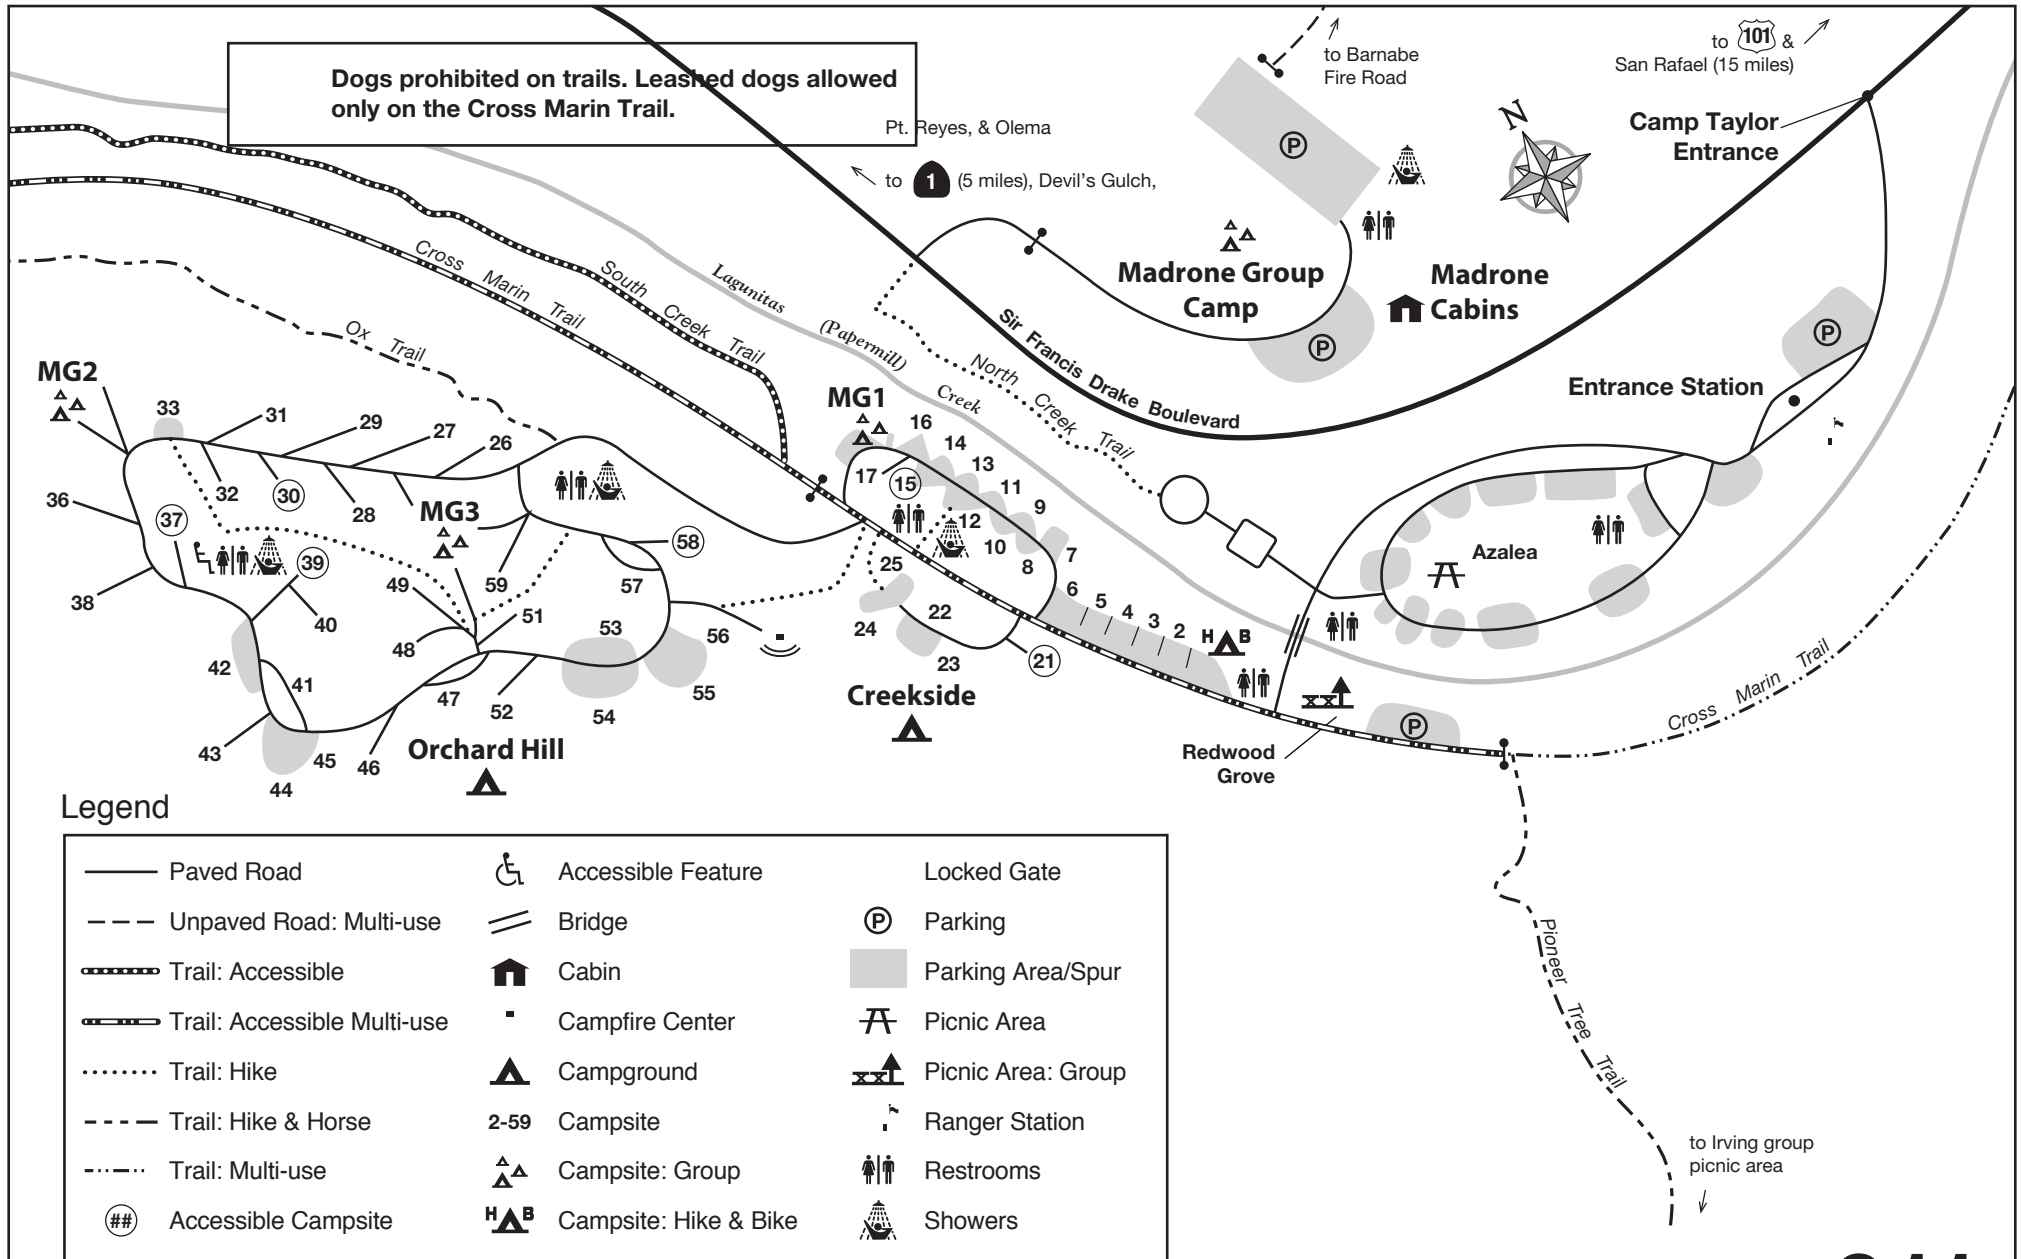 Dogs prohibited on trails. Leashed dogs allowed
only on the Cross Marin Trail.
to Barnabe
Fire Road
to 101 &
San Rafael (15 miles)
Camp Taylor
Entrance
N
Pt. Reyes, & Olema
to 1 (5 miles), Devil's Gulch,
P
Madrone Group
Camp
Madrone
Cabins
P
P
Entrance Station
Sir Francis Drake Boulevard
Lagunitas (Papermill) Creek
South Creek Trail
Cross Marin Trail
Ox Trail
North Creek Trail
MG2
33
31
29
27
26
36
37
32
30
28
MG3
38
39
40
49
59
51
58
57
48
53
56
42
41
47
52
54
55
43
44
45
46
Orchard Hill
MG1
16
14
13
11
9
17
15
12
10
7
8
25
6
5
4
3
2
24
22
23
21
Creekside
H B
Azalea
P
Redwood
Grove
Cross Marin Trail
Pioneer Tree Trail
to Irving group
picnic area
Legend
Paved Road
Unpaved Road: Multi-use
Trail: Accessible
Trail: Accessible Multi-use
Trail: Hike
Trail: Hike & Horse
Trail: Multi-use
## Accessible Campsite
Accessible Feature
Bridge
Cabin
Campfire Center
Campground
2-59 Campsite
Campsite: Group
H B Campsite: Hike & Bike
Locked Gate
P Parking
Parking Area/Spur
Picnic Area
Picnic Area: Group
Ranger Station
Restrooms
Showers